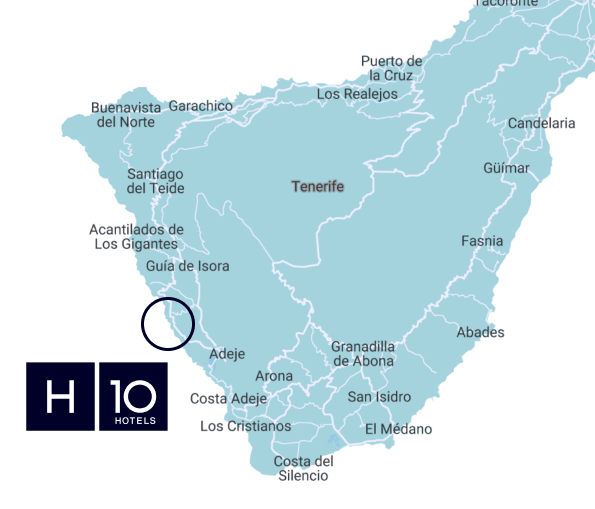 Tacoronte
Puerto de
la Cruz
Los Realejos
Buenavista
del Norte
Garachico
Candelaria
Santiago
del Teide
Tenerife
Güímar
Acantilados de
Los Gigantes
Fasnia
Guía de Isora
Abades
Adeje
Granadilla
de Abona
Arona
Costa Adeje
San Isidro
Los Cristianos
El Médano
Costa del
Silencio
H10
HOTELS